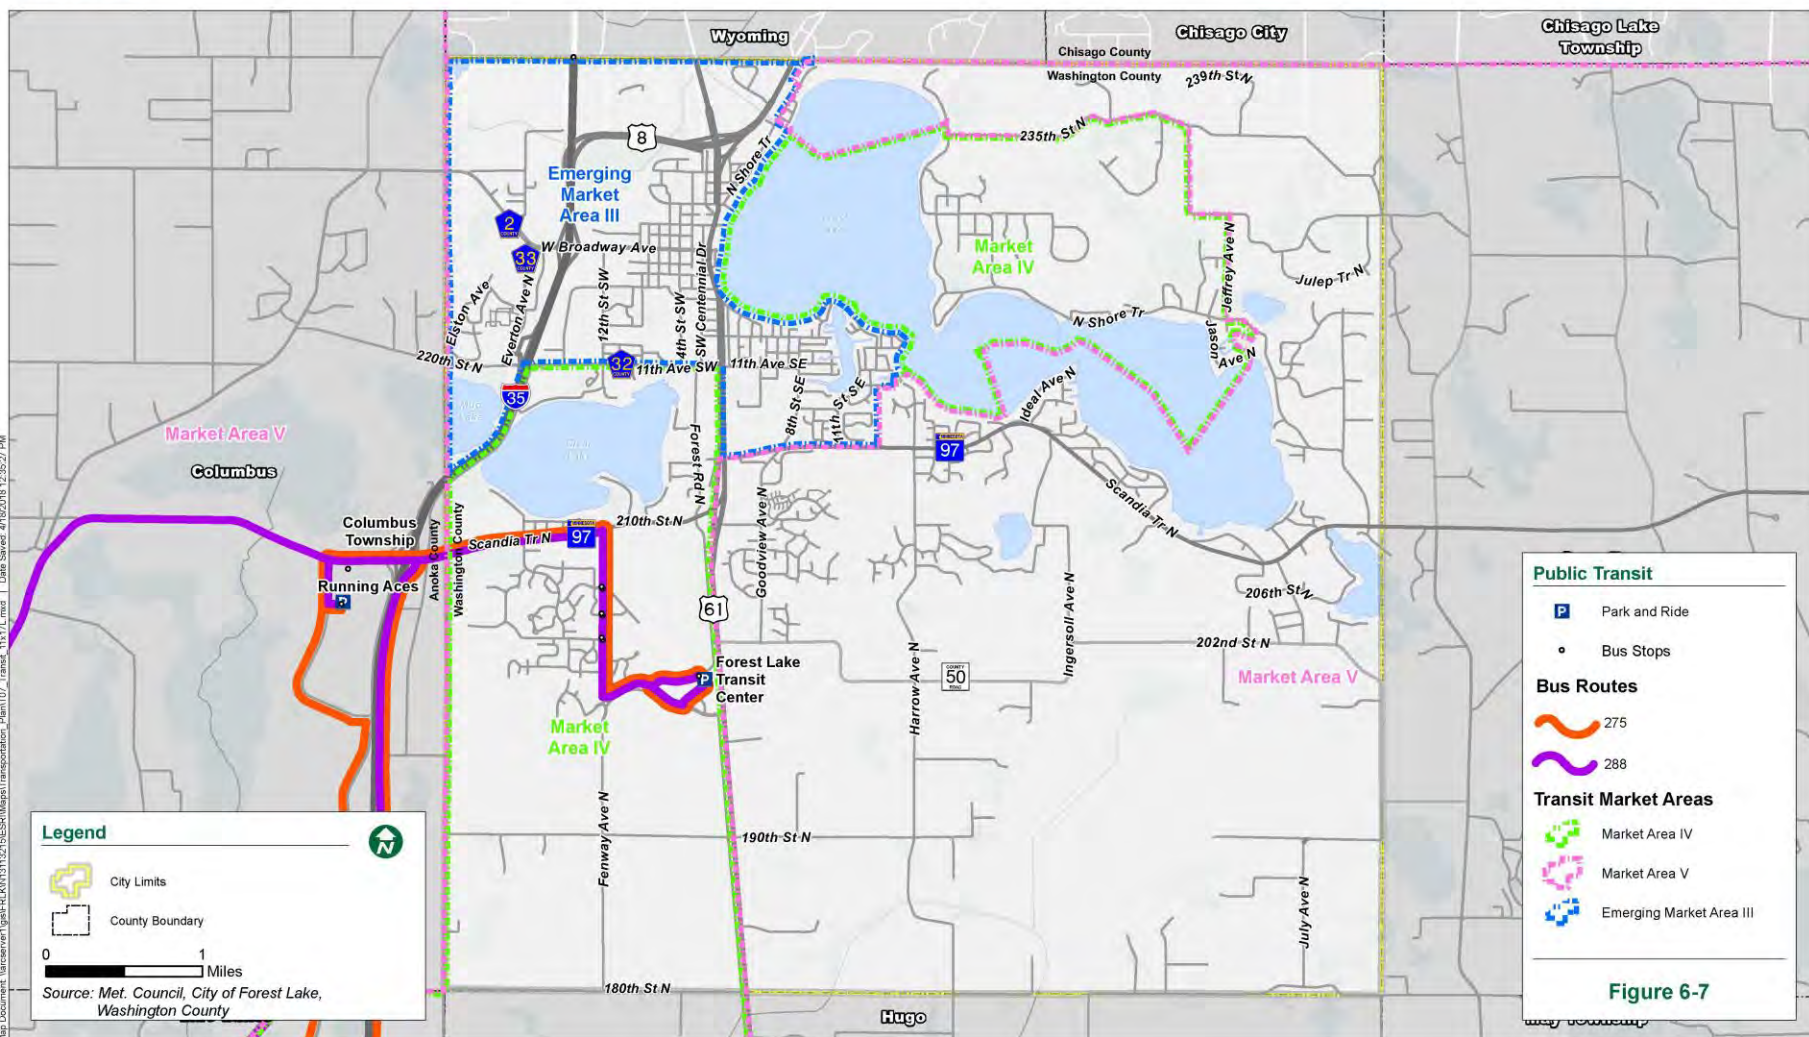 Wyoming
Chisago City
Chisago Lake
Township
Chisago County
Washington County
239th St N
235th St N
8
N Shore Tr
Emerging
Market
Area III
2
COUNTY
33
COUNTY
W Broadway Ave
Market
Area IV
Jeffrey Ave N
Julep Tr N
Elston Ave
Everton Ave N
12th St SW
4th St SW
SW Centennial Dr
N Shore Tr
Jason
Ave N
220th St N
32
COUNTY
11th Ave SW
11th Ave SE
35
8th St SE
11th St SE
Ideal Ave N
Market Area V
Columbus
Forest Rd N
97
Scandia Tr N
Goodview Ave N
Columbus
Township
Anoka County
Washington County
Scandia Tr N
97
210th St N
Running Aces
P
61
206th St N
Ingersoll Ave N
202nd St N
Harrow Ave N
COUNTY
50
ROAD
Market Area V
Forest Lake
Transit
Center
P
Market
Area IV
Fenway Ave N
190th St N
July Ave N
180th St N
Hugo
May Township
Legend
N
City Limits
County Boundary
0 1
Miles
Source: Met. Council, City of Forest Lake,
Washington County
Public Transit
P Park and Ride
Bus Stops
Bus Routes
275
288
Transit Market Areas
Market Area IV
Market Area V
Emerging Market Area III
Figure 6-7